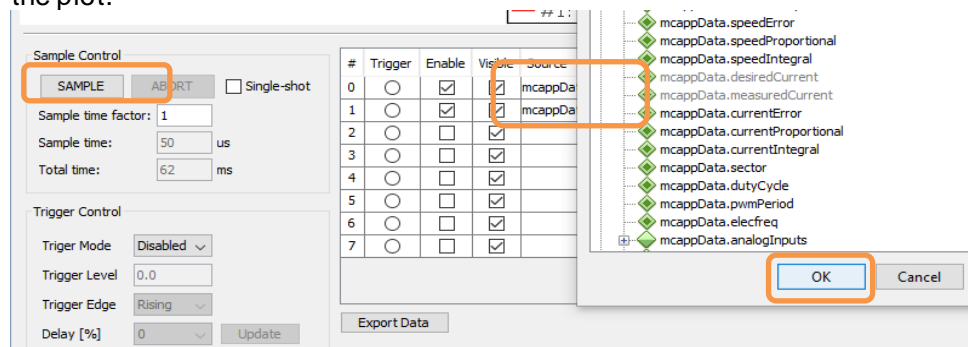 the plot.
#1:
Sample Control
SAMPLE ABORT Single-shot
Sample time factor: 1
Sample time: 50 us
Total time: 62 ms
Trigger Control
Triger Mode Disabled
Trigger Level 0.0
Trigger Edge Rising
Delay [%] 0 Update
# Trigger Enable Visible Source
0 mcappDa
1 mcappDa
2
3
4
5
6
7
Export Data
mcappData.speedError
mcappData.speedProportional
mcappData.speedIntegral
mcappData.desiredCurrent
mcappData.measuredCurrent
mcappData.currentError
mcappData.currentProportional
mcappData.currentIntegral
mcappData.sector
mcappData.dutyCycle
mcappData.pwmPeriod
mcappData.elecfreq
mcappData.analogInputs
OK Cancel